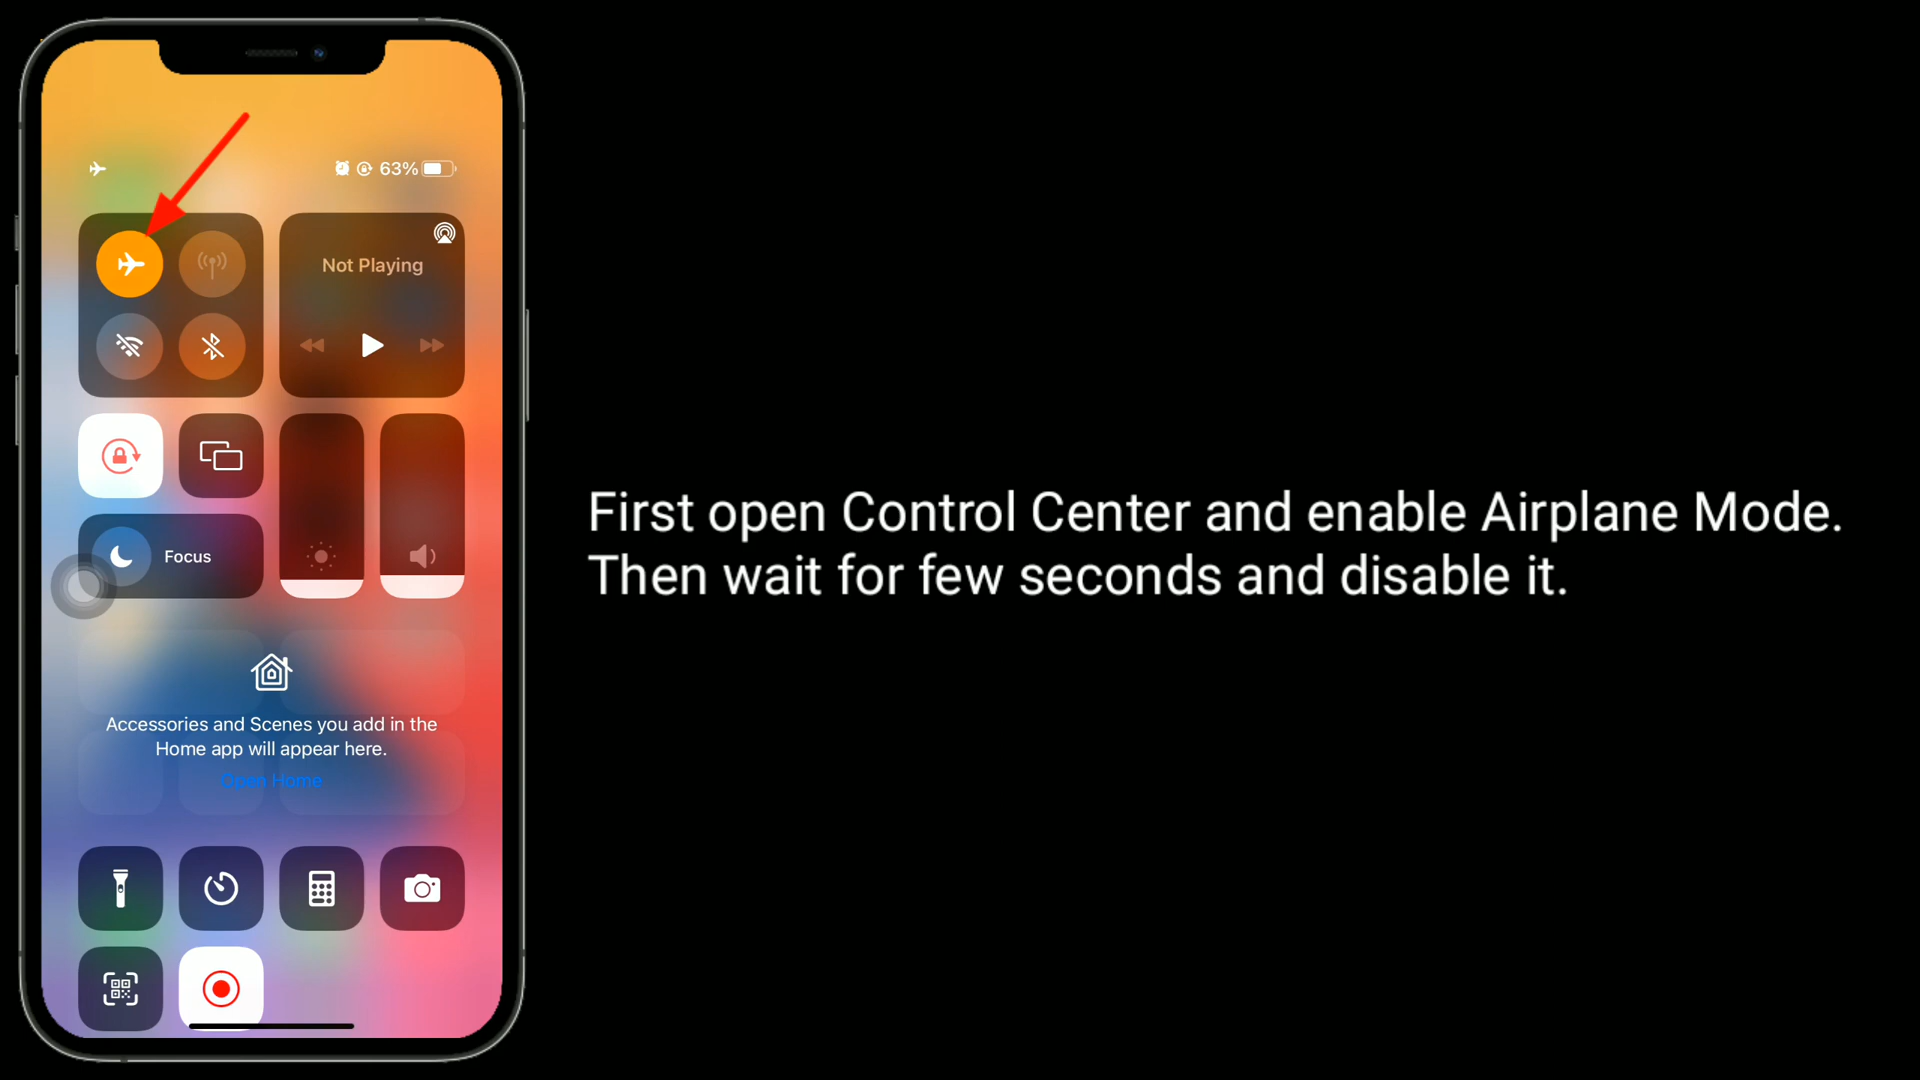 63%
Not Playing
Focus
Accessories and Scenes you add in the
Home app will appear here.
Open Home
First open Control Center and enable Airplane Mode.
Then wait for few seconds and disable it.